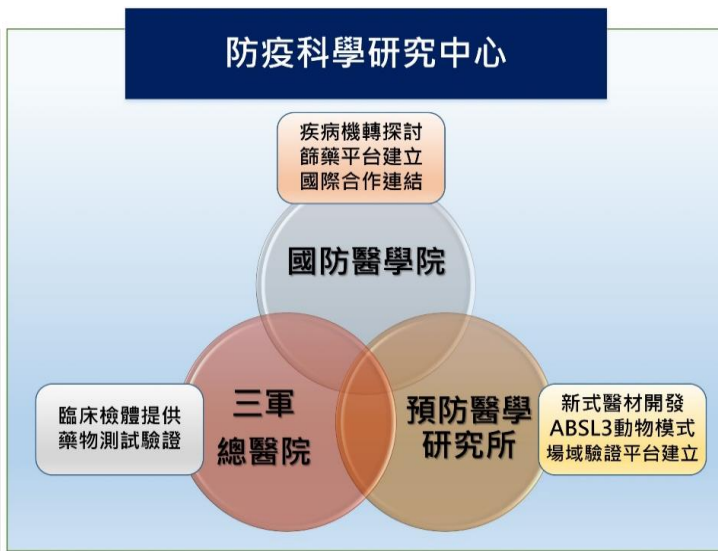 防疫科學研究中心
疾病機轉探討
篩藥平台建立
國際合作連結
國防醫學院
三軍
總醫院
臨床檢體提供
藥物測試驗證
預防醫學
研究所
新式醫材開發
ABSL3動物模式
場域驗證平台建立